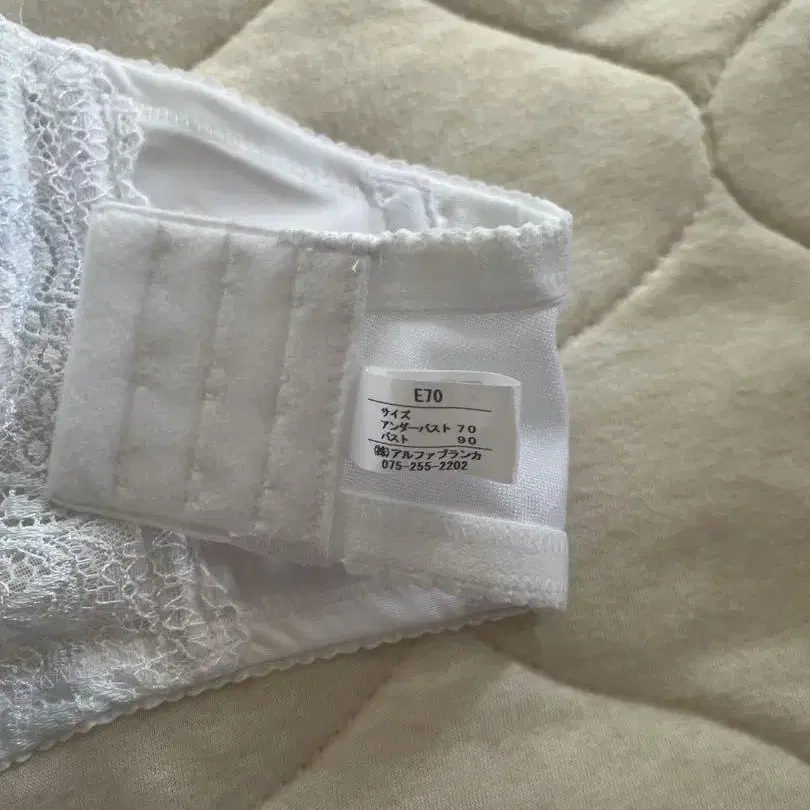 E70
サイズ
アンダーバスト 70
バスト 90
㈱アルファブランカ
075-255-2202